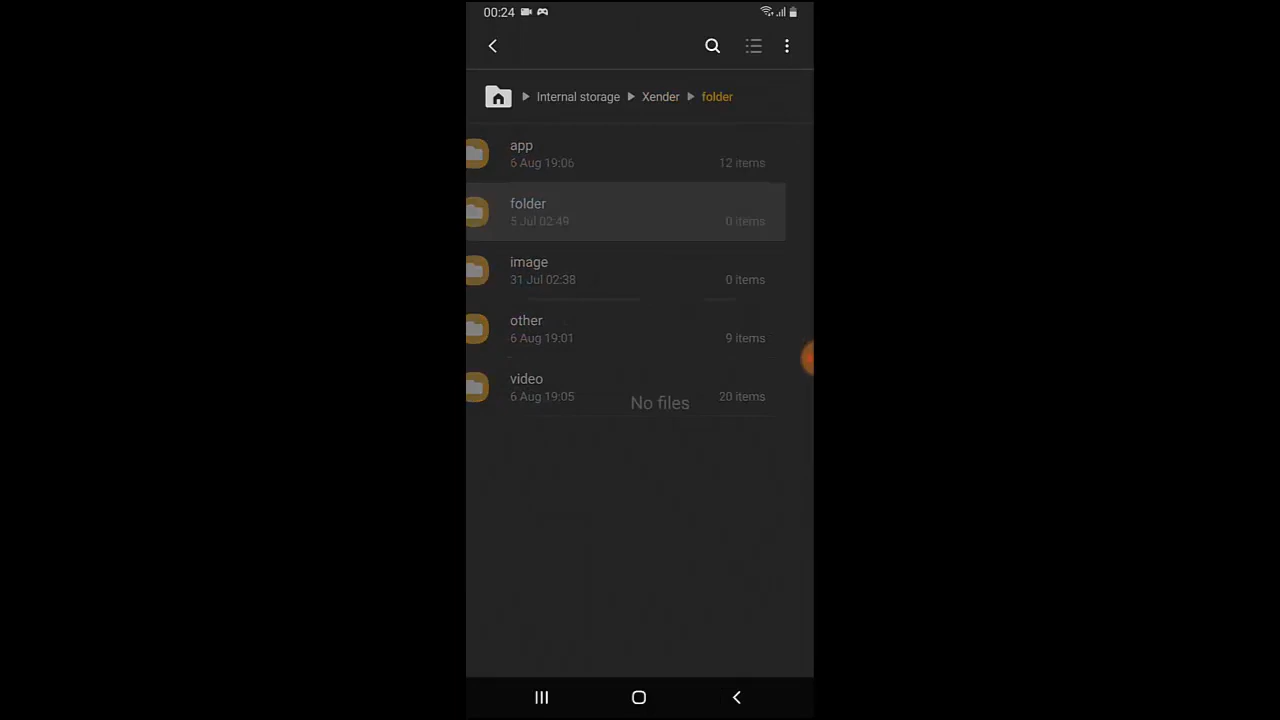 00:24
Internal storage Xender folder
app
6 Aug 19:06 12 items
folder
5 Jul 02:49 0 items
image
31 Jul 02:38 0 items
other
6 Aug 19:01 9 items
video
6 Aug 19:05 20 items
No files